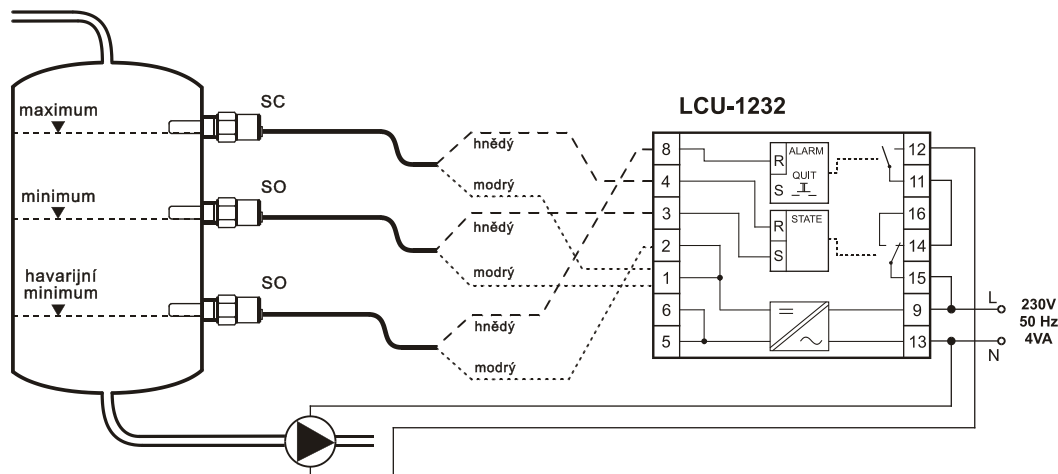 maximum
SC
minimum
SO
havarijní
minimum
SO
hnědý
modrý
hnědý
modrý
hnědý
modrý
LCU-1232
8
4
3
2
1
6
5
R
ALARM
S
QUIT
R
STATE
S
12
11
16
14
15
9
13
L
N
230V
50 Hz
4VA